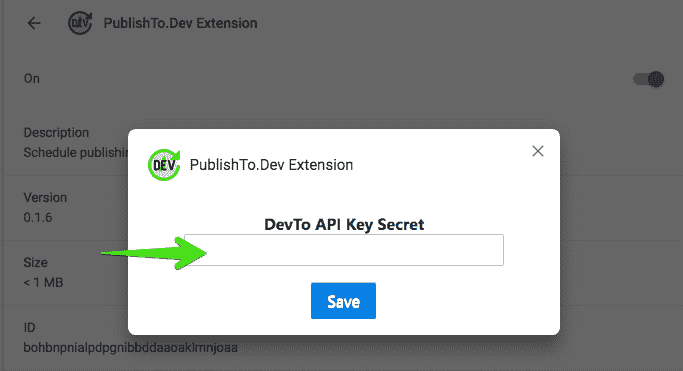 DEV PublishTo.Dev Extension
On
Description
Schedule publishin
DEV PublishTo.Dev Extension
Version
0.1.6
DevTo API Key Secret
Size
< 1 MB
Save
ID
bohbnpnialpdpgnibbddaaoaklmnjoaa